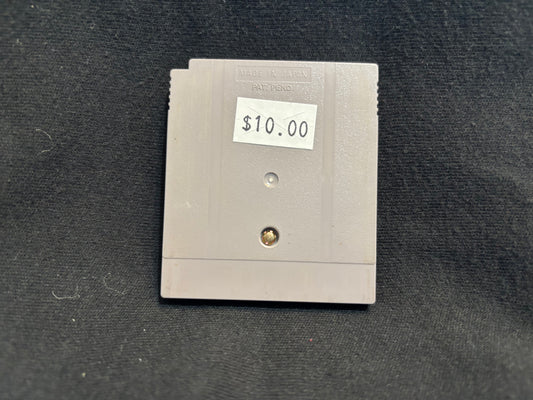 MADE IN JAPAN
PAT. PEND.
$10.00